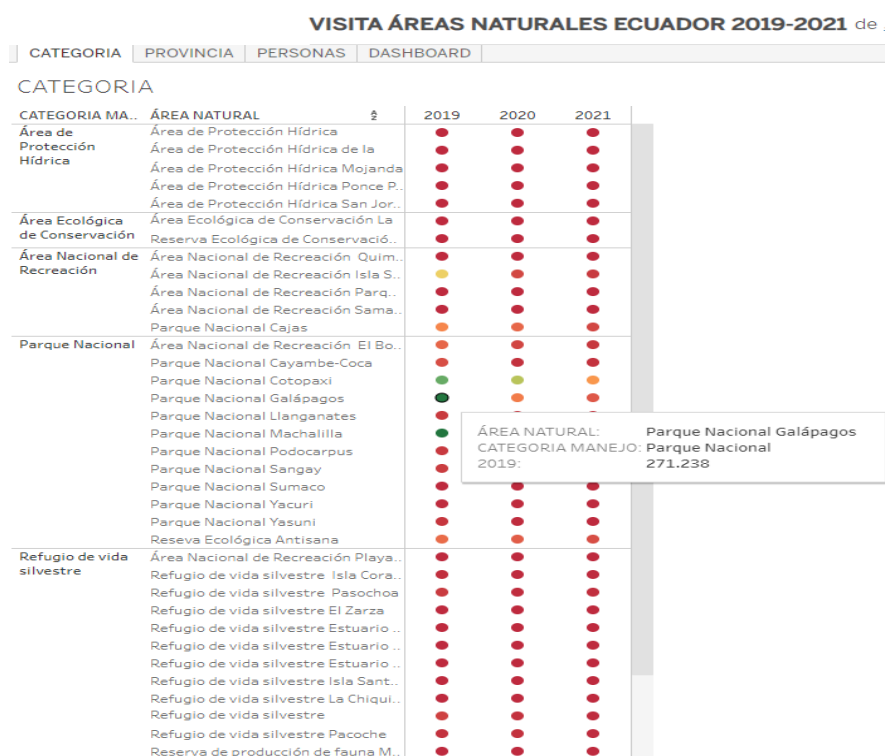 VISITA ÁREAS NATURALES ECUADOR 2019-2021 de
CATEGORIA PROVINCIA PERSONAS DASHBOARD
CATEGORIA
CATEGORIA MA.. ÁREA NATURAL 2019 2020 2021
Área de Protección Hídrica
Área de Protección Hídrica
Área de Protección Hídrica de la
Área de Protección Hídrica Mojanda
Área de Protección Hídrica Ponce P..
Área de Protección Hídrica San Jor..
Área Ecológica de Conservación
Área Ecológica de Conservación La
Reserva Ecológica de Conservació..
Área Nacional de Recreación
Área Nacional de Recreación Quim..
Área Nacional de Recreación Isla S..
Área Nacional de Recreación Parq..
Área Nacional de Recreación Sama..
Parque Nacional Cajas
Parque Nacional
Área Nacional de Recreación El Bo..
Parque Nacional Cayambe-Coca
Parque Nacional Cotopaxi
Parque Nacional Galápagos
Parque Nacional Llanganates
Parque Nacional Machalilla
Parque Nacional Podocarpus
Parque Nacional Sangay
Parque Nacional Sumaco
Parque Nacional Yacuri
Parque Nacional Yasuni
Reseva Ecológica Antisana
ÁREA NATURAL: Parque Nacional Galápagos
CATEGORIA MANEJO: Parque Nacional
2019: 271.238
Refugio de vida silvestre
Área Nacional de Recreación Playa..
Refugio de vida silvestre Isla Cora..
Refugio de vida silvestre Pasochoa
Refugio de vida silvestre El Zarza
Refugio de vida silvestre Estuario ..
Refugio de vida silvestre Estuario ..
Refugio de vida silvestre Estuario ..
Refugio de vida silvestre Isla Sant..
Refugio de vida silvestre La Chiqui..
Refugio de vida silvestre
Refugio de vida silvestre Pacoche
Reserva de producción de fauna M..